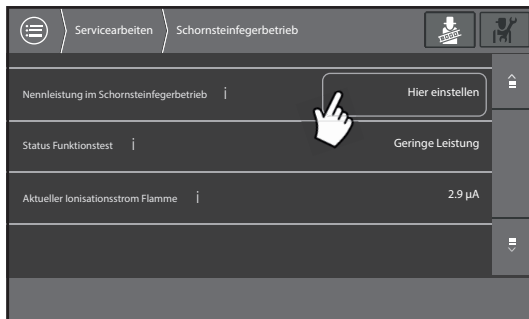 Servicearbeiten
Schornsteinfegerbetrieb
Nennleistung im Schornsteinfegerbetrieb i Hier einstellen
Status Funktionstest i Geringe Leistung
Aktueller Ionisationsstrom Flamme i 2.9 µA